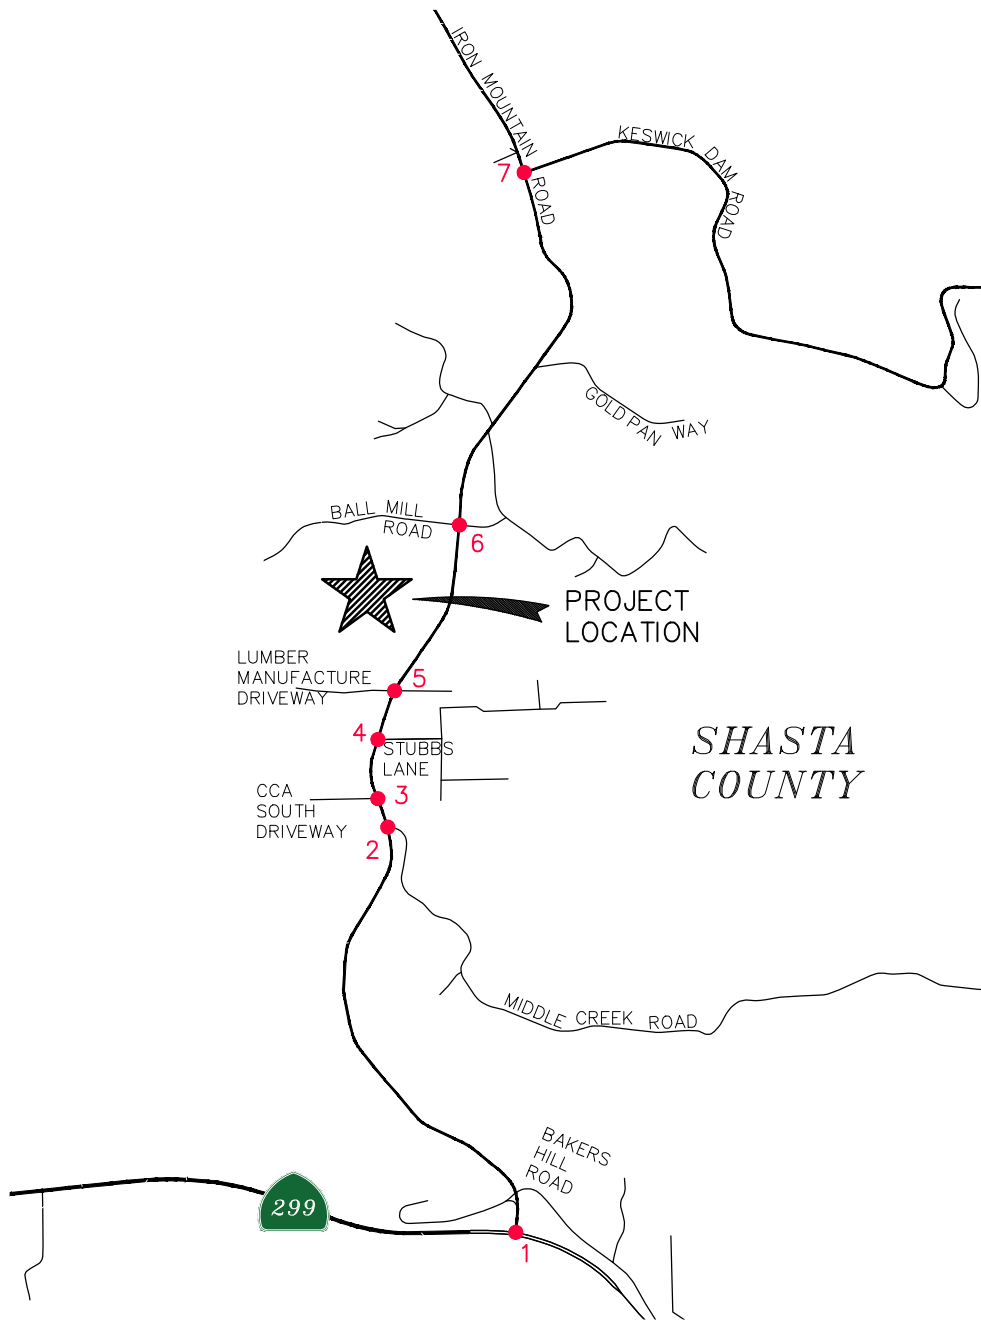 IRON MOUNTAIN
ROAD
KESWICK DAM ROAD
7
GOLD PAN WAY
BALL MILL
ROAD
6
PROJECT
LOCATION
LUMBER
MANUFACTURE
DRIVEWAY
5
4
STUBBS
LANE
SHASTA
COUNTY
CCA
SOUTH
DRIVEWAY
3
2
MIDDLE CREEK ROAD
BAKERS
HILL
ROAD
299
1